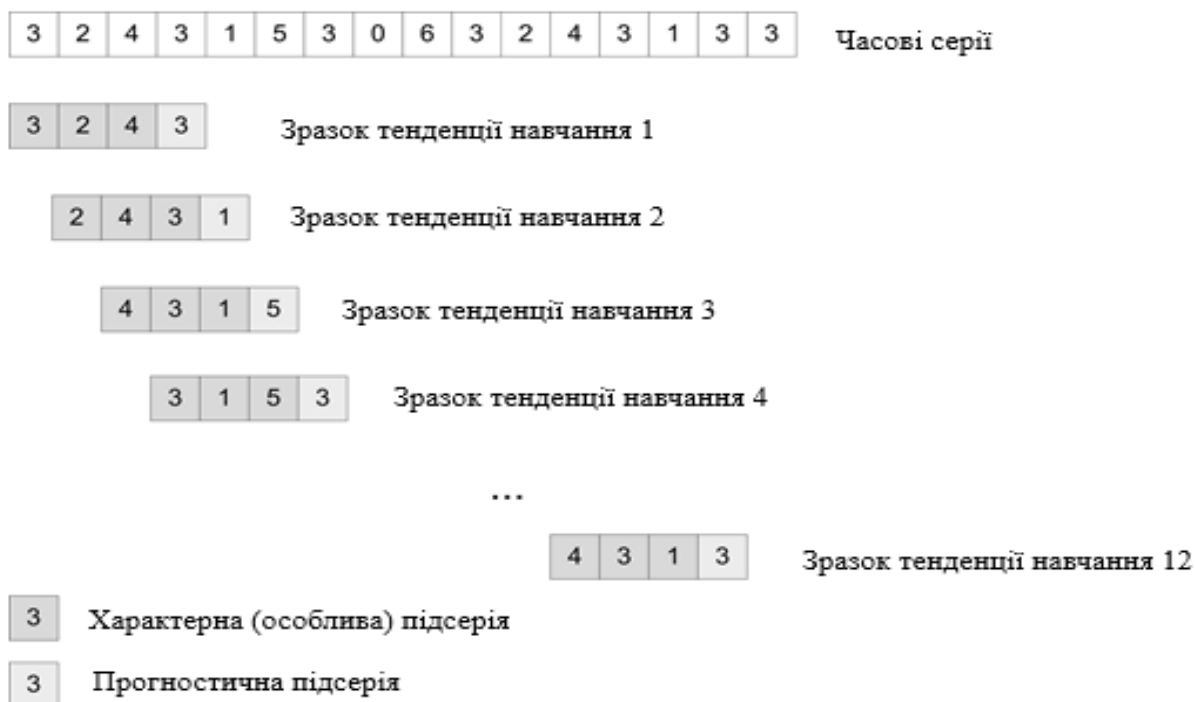 3 2 4 3 1 5 3 0 6 3 2 4 3 1 3 3 Часові серії
3 2 4 3 Зразок тенденції навчання 1
2 4 3 1 Зразок тенденції навчання 2
4 3 1 5 Зразок тенденції навчання 3
3 1 5 3 Зразок тенденції навчання 4
...
4 3 1 3 Зразок тенденції навчання 12
3 Характерна (особлива) підсерія
3 Прогностична підсерія